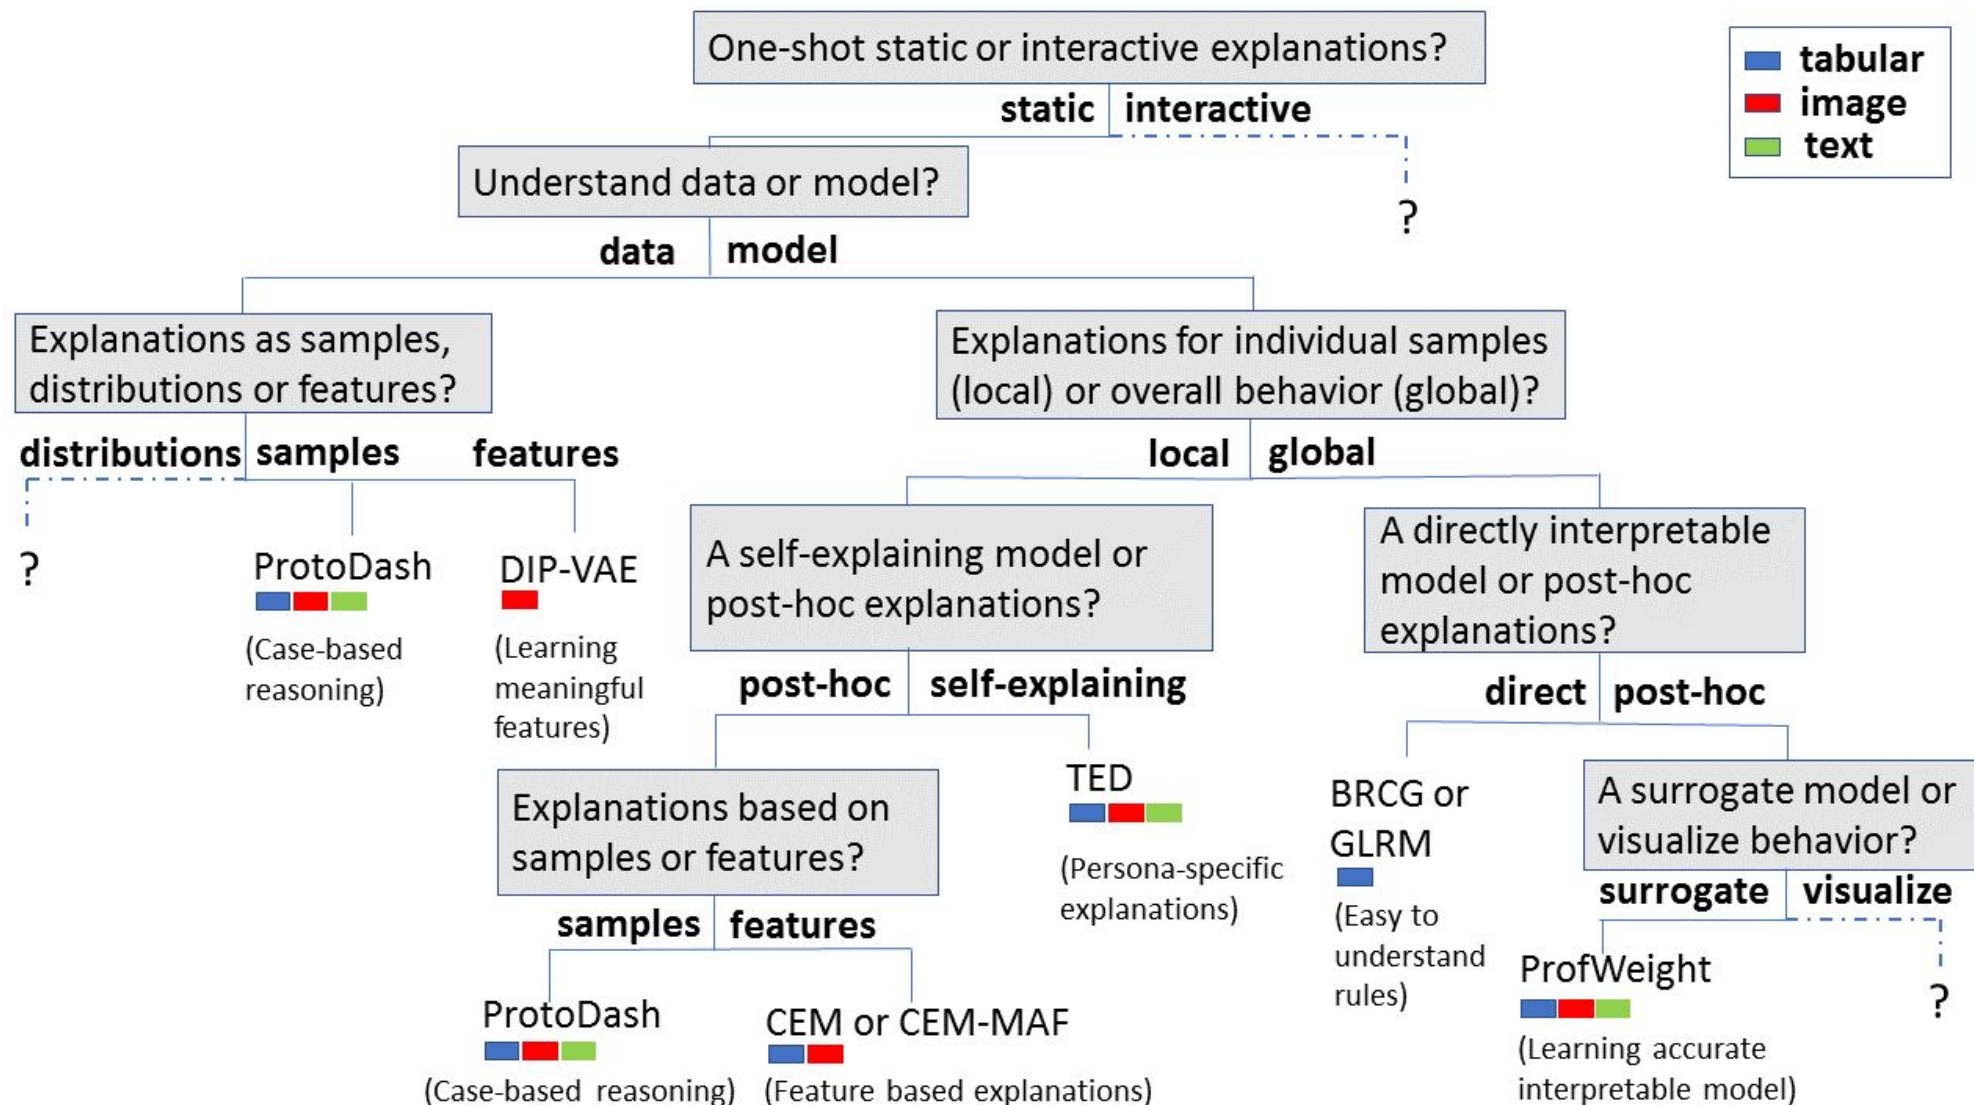 One-shot static or interactive explanations?
tabular
image
text
static interactive
Understand data or model?
?
data model
Explanations as samples,
distributions or features?
Explanations for individual samples
(local) or overall behavior (global)?
distributions samples features
local global
?
ProtoDash
(Case-based
reasoning)
DIP-VAE
(Learning
meaningful
features)
A self-explaining model or
post-hoc explanations?
A directly interpretable
model or post-hoc
explanations?
post-hoc self-explaining
direct post-hoc
Explanations based on
samples or features?
TED
(Persona-specific
explanations)
BRCG or
GLRM
(Easy to
understand
rules)
A surrogate model or
visualize behavior?
surrogate visualize
samples features
ProtoDash
(Case-based reasoning)
CEM or CEM-MAF
(Feature based explanations)
ProfWeight
(Learning accurate
interpretable model)
?